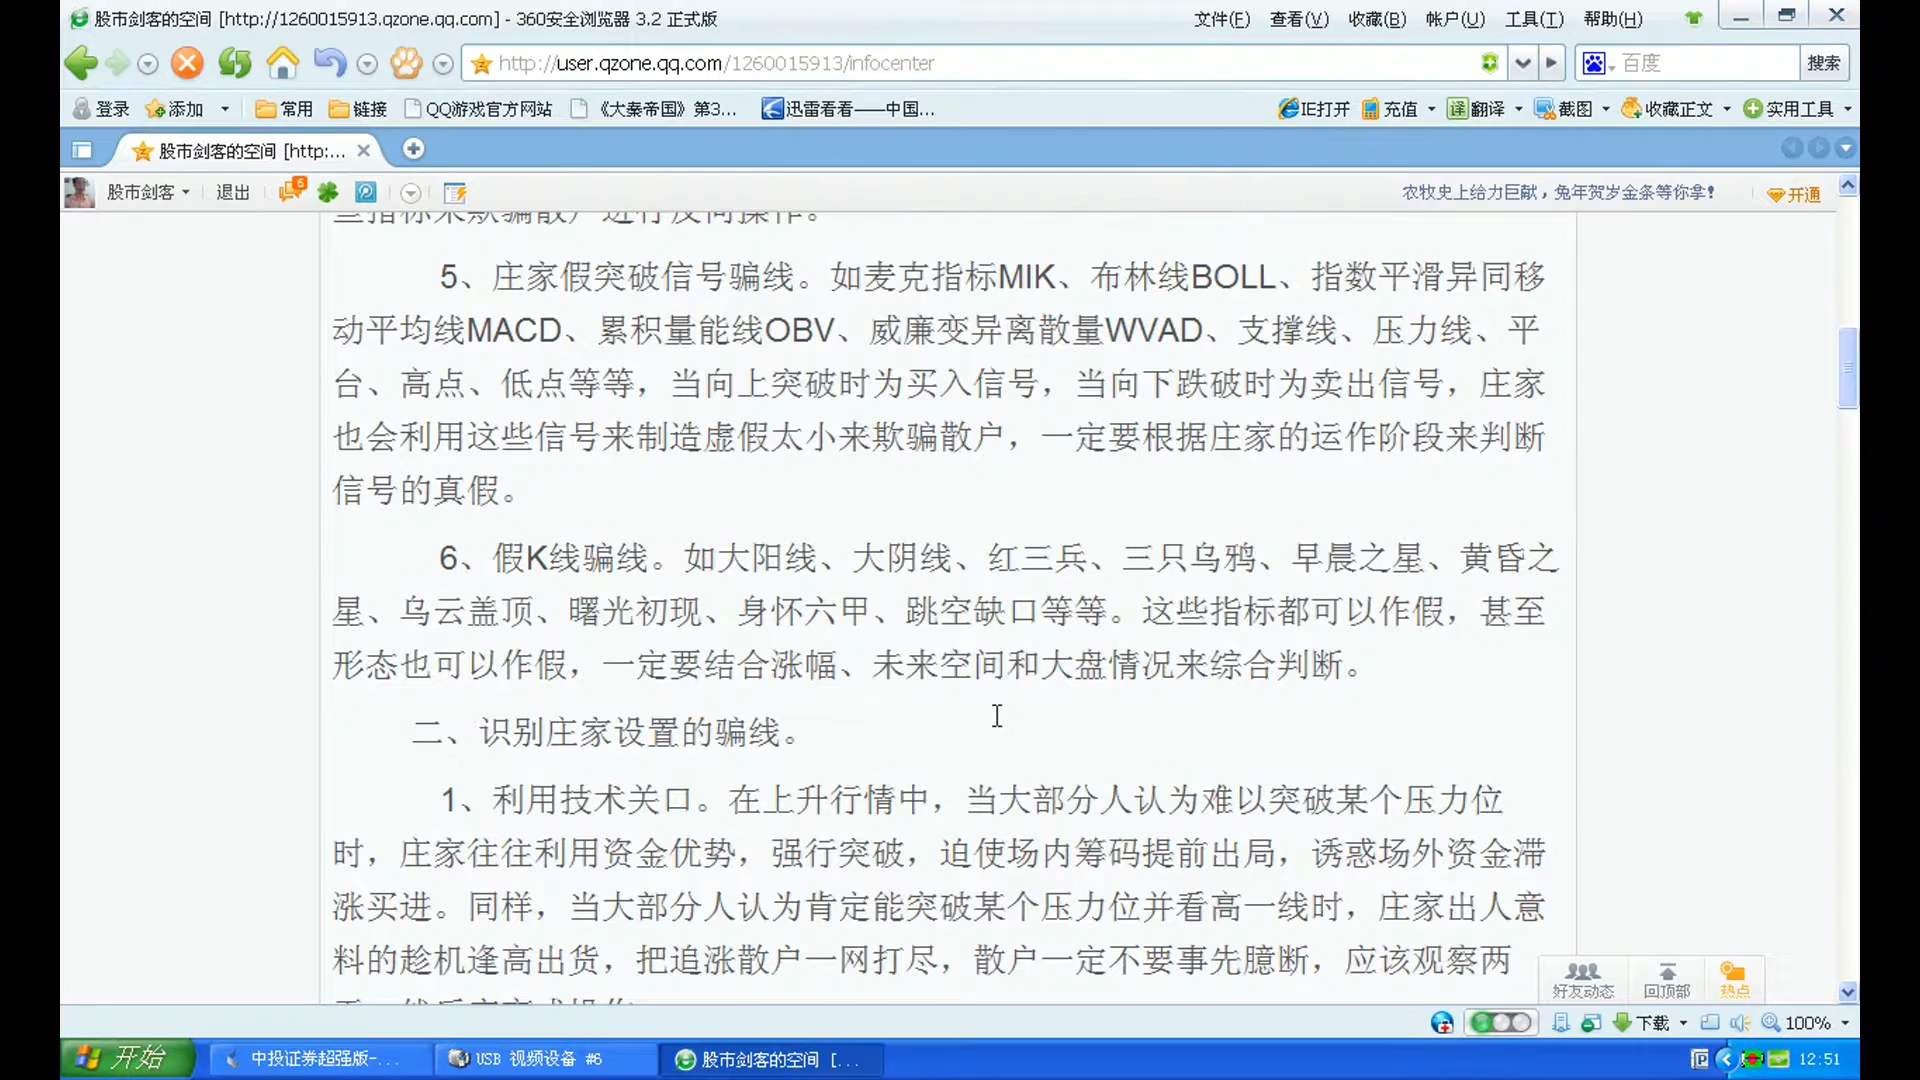 股市剑客的空间 [http://1260015913.qzone.qq.com] - 360安全浏览器 3.2 正式版
文件(F) 查看(V) 收藏(B) 帐户(U) 工具(T) 帮助(H)
http://user.qzone.qq.com/1260015913/infocenter
百度 搜索
登录 添加 常用 链接 QQ游戏官方网站 《大秦帝国》第3... 迅雷看看——中国...
IE打开 充值 翻译 截图 收藏正文 实用工具
股市剑客的空间 [http:...
股市剑客 退出 6
农牧史上给力巨献，兔年贺岁金条等你拿！ 开通
些指标来欺骗散户进行反向操作。
5、庄家假突破信号骗线。如麦克指标MIK、布林线BOLL、指数平滑异同移
动平均线MACD、累积量能线OBV、威廉变异离散量WVAD、支撑线、压力线、平
台、高点、低点等等，当向上突破时为买入信号，当向下跌破时为卖出信号，庄家
也会利用这些信号来制造虚假太小来欺骗散户，一定要根据庄家的运作阶段来判断
信号的真假。
6、假K线骗线。如大阳线、大阴线、红三兵、三只乌鸦、早晨之星、黄昏之
星、乌云盖顶、曙光初现、身怀六甲、跳空缺口等等。这些指标都可以作假，甚至
形态也可以作假，一定要结合涨幅、未来空间和大盘情况来综合判断。
二、识别庄家设置的骗线。
1、利用技术关口。在上升行情中，当大部分人认为难以突破某个压力位
时，庄家往往利用资金优势，强行突破，迫使场内筹码提前出局，诱惑场外资金滞
涨买进。同样，当大部分人认为肯定能突破某个压力位并看高一线时，庄家出人意
料的趁机逢高出货，把追涨散户一网打尽，散户一定不要事先臆断，应该观察两
好友动态 回顶部 热点
下载 100%
开始 中投证券超强版-... USB 视频设备 #6 股市剑客的空间 [... 12:51